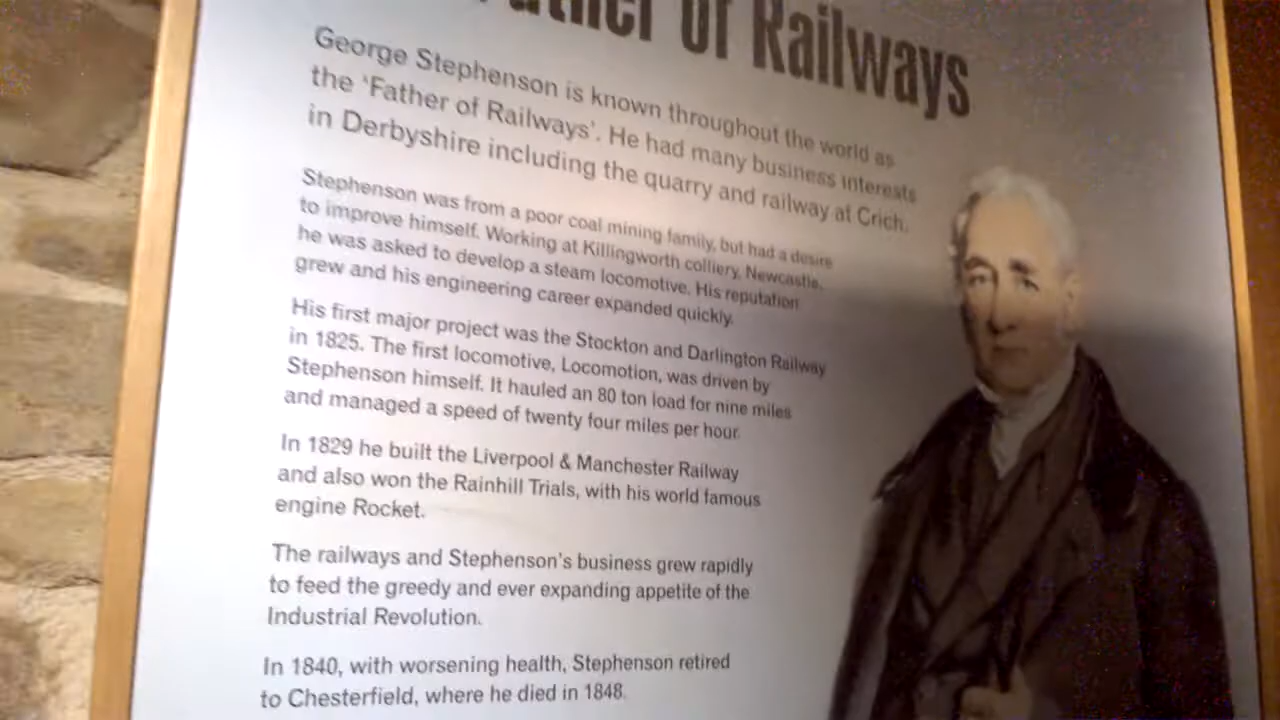 Father of Railways
George Stephenson is known throughout the world as
the ‘Father of Railways’. He had many business interests
in Derbyshire including the quarry and railway at Crich.
Stephenson was from a poor coal mining family, but had a desire
to improve himself. Working at Killingworth colliery, Newcastle,
he was asked to develop a steam locomotive. His reputation
grew and his engineering career expanded quickly.
His first major project was the Stockton and Darlington Railway
in 1825. The first locomotive, Locomotion, was driven by
Stephenson himself. It hauled an 80 ton load for nine miles
and managed a speed of twenty four miles per hour.
In 1829 he built the Liverpool & Manchester Railway
and also won the Rainhill Trials, with his world famous
engine Rocket.
The railways and Stephenson’s business grew rapidly
to feed the greedy and ever expanding appetite of the
Industrial Revolution.
In 1840, with worsening health, Stephenson retired
to Chesterfield, where he died in 1848.